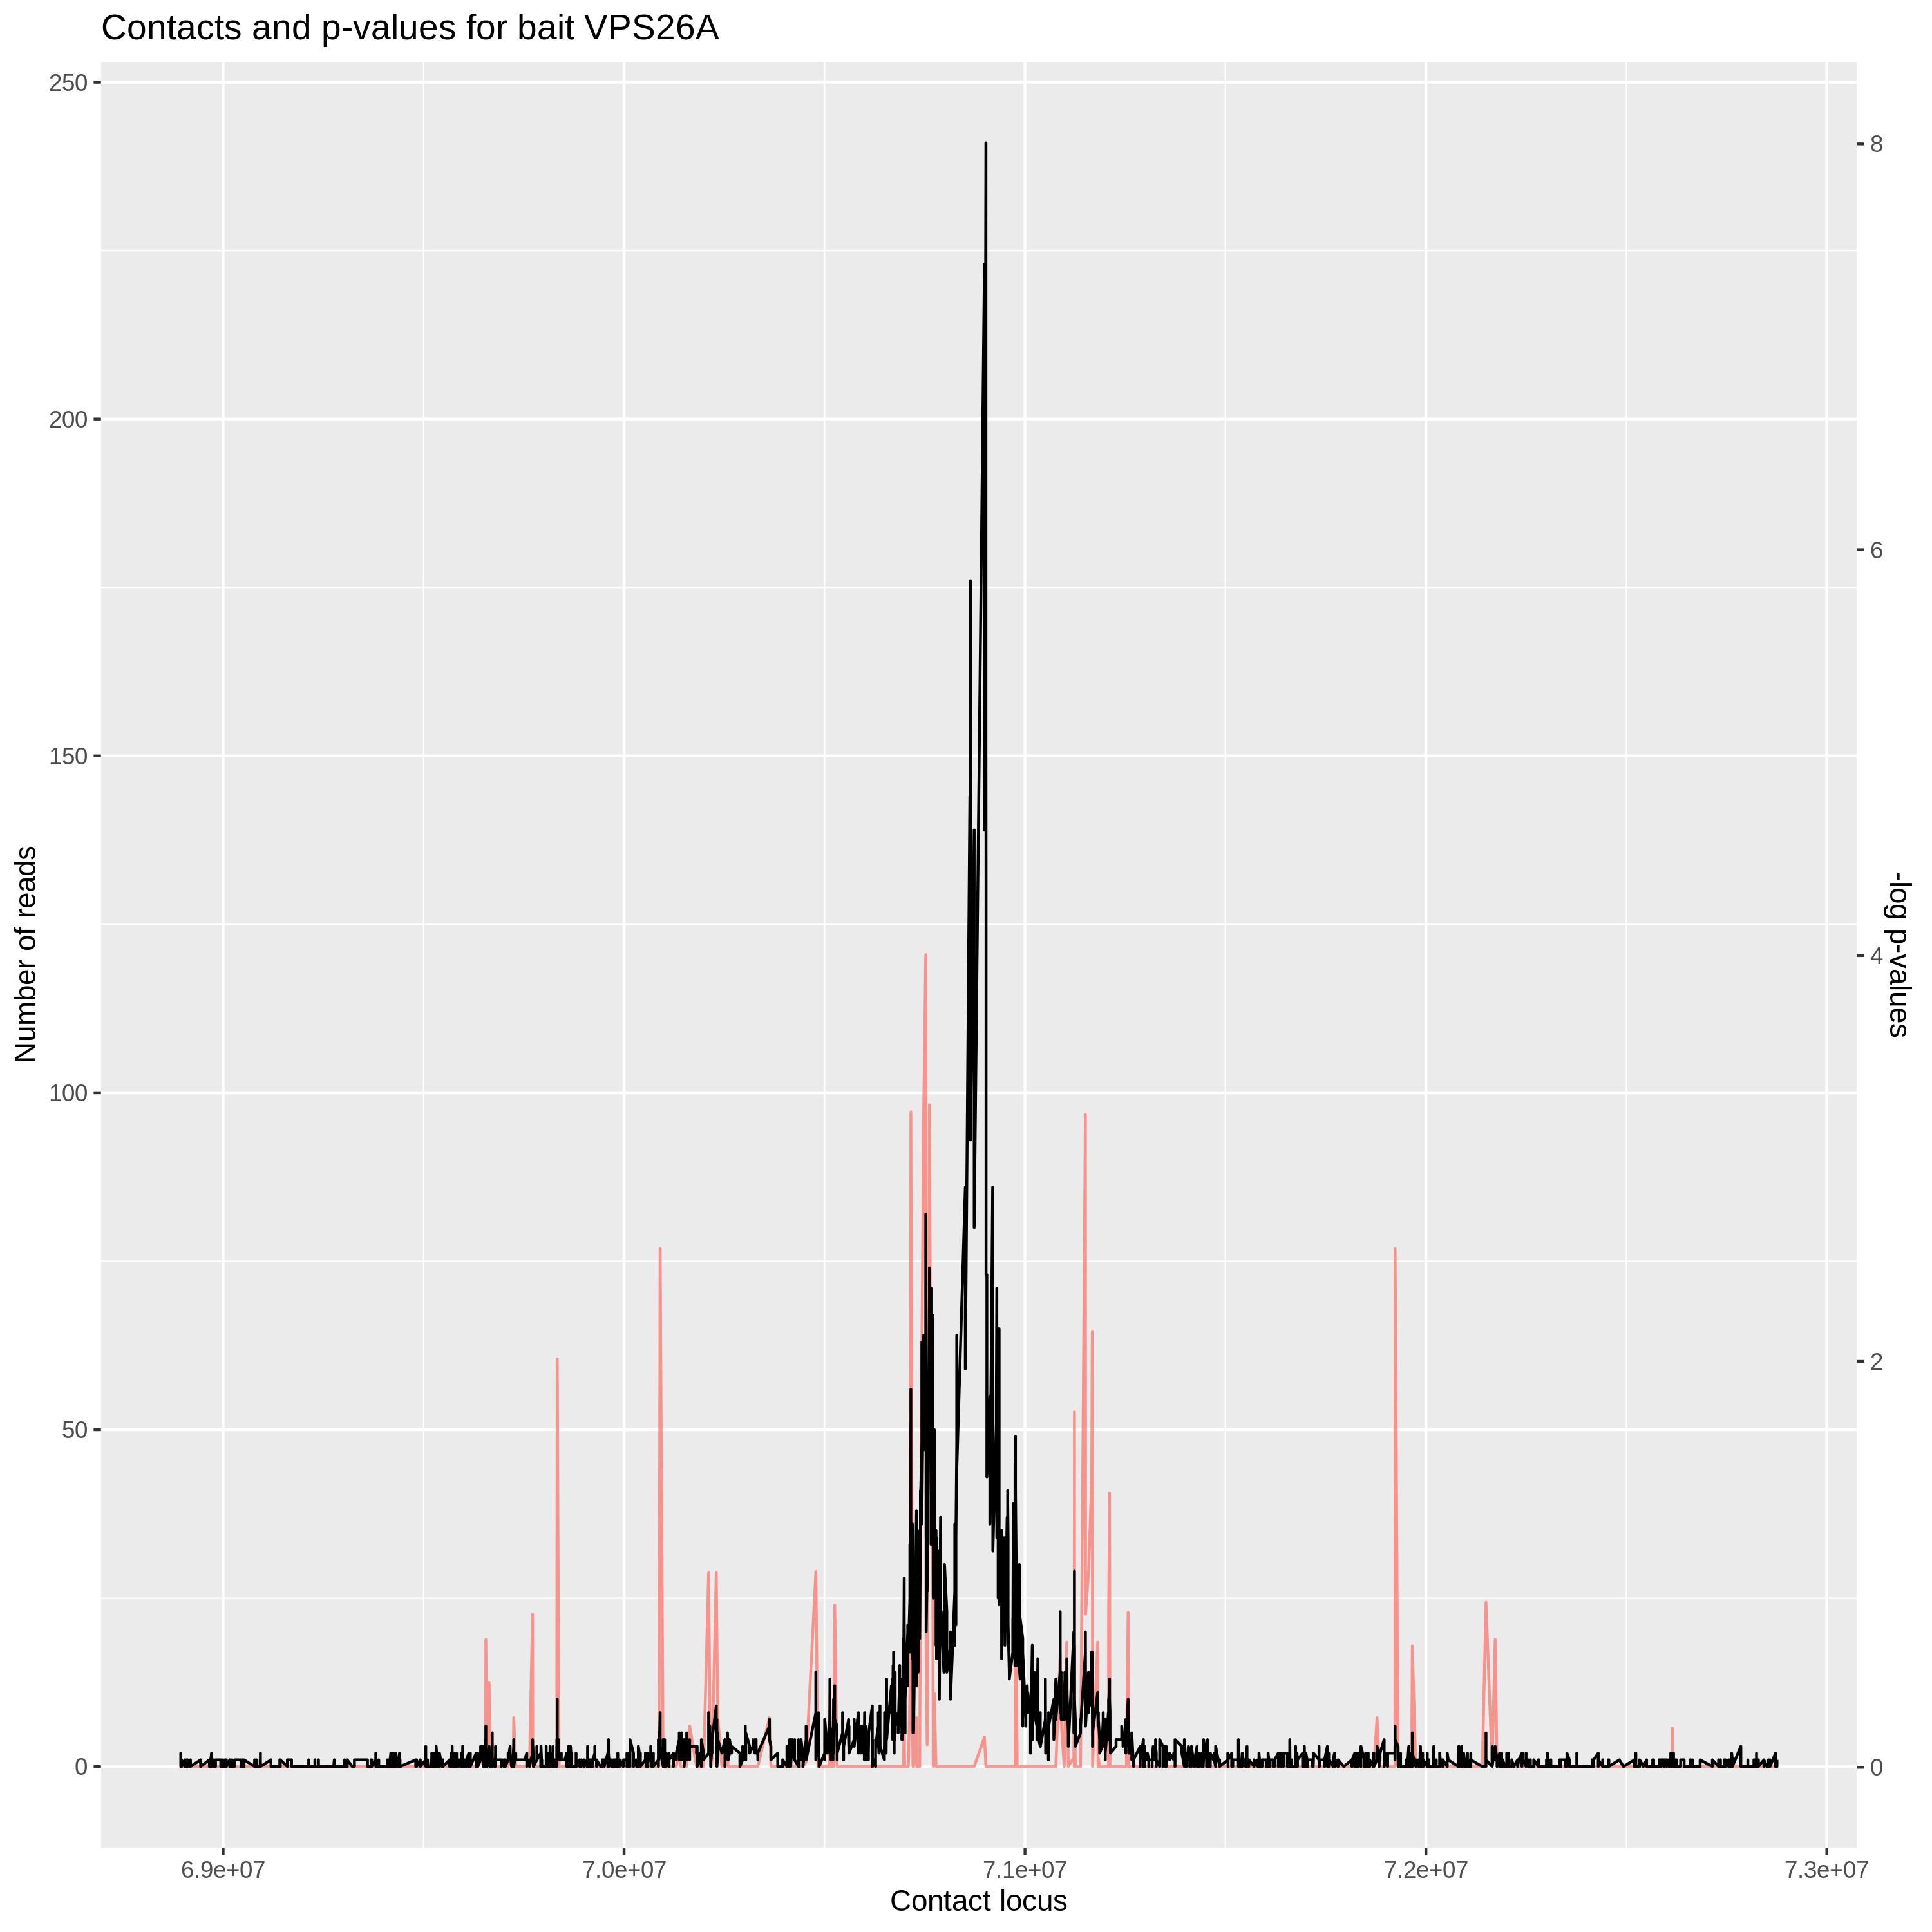 Contacts and p-values for bait VPS26A
250
200
150
100
50
0
Number of reads
8
6
4
2
0
-log p-values
6.9e+07 7.0e+07 7.1e+07 7.2e+07 7.3e+07
Contact locus